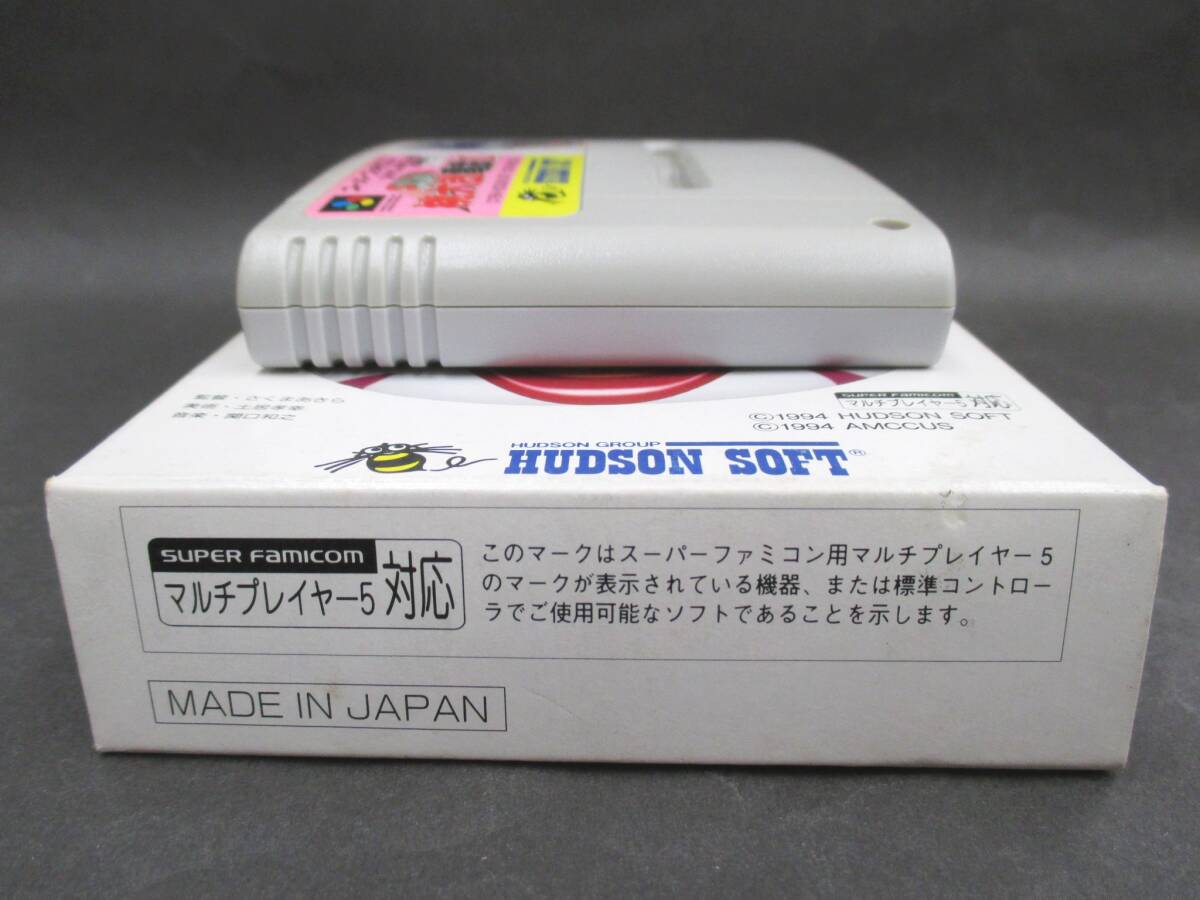 監督・さくまあきら
美術・土居孝幸
音楽・関口和之
SUPER FAMICOM
マルチプレイヤー5 対応
©1994 HUDSON SOFT
©1994 AMCCUS
HUDSON GROUP
HUDSON SOFT®
SUPER FAMICOM
マルチプレイヤー5 対応
このマークはスーパーファミコン用マルチプレイヤー5
のマークが表示されている機器、または標準コントロー
ラでご使用可能なソフトであることを示します。
MADE IN JAPAN